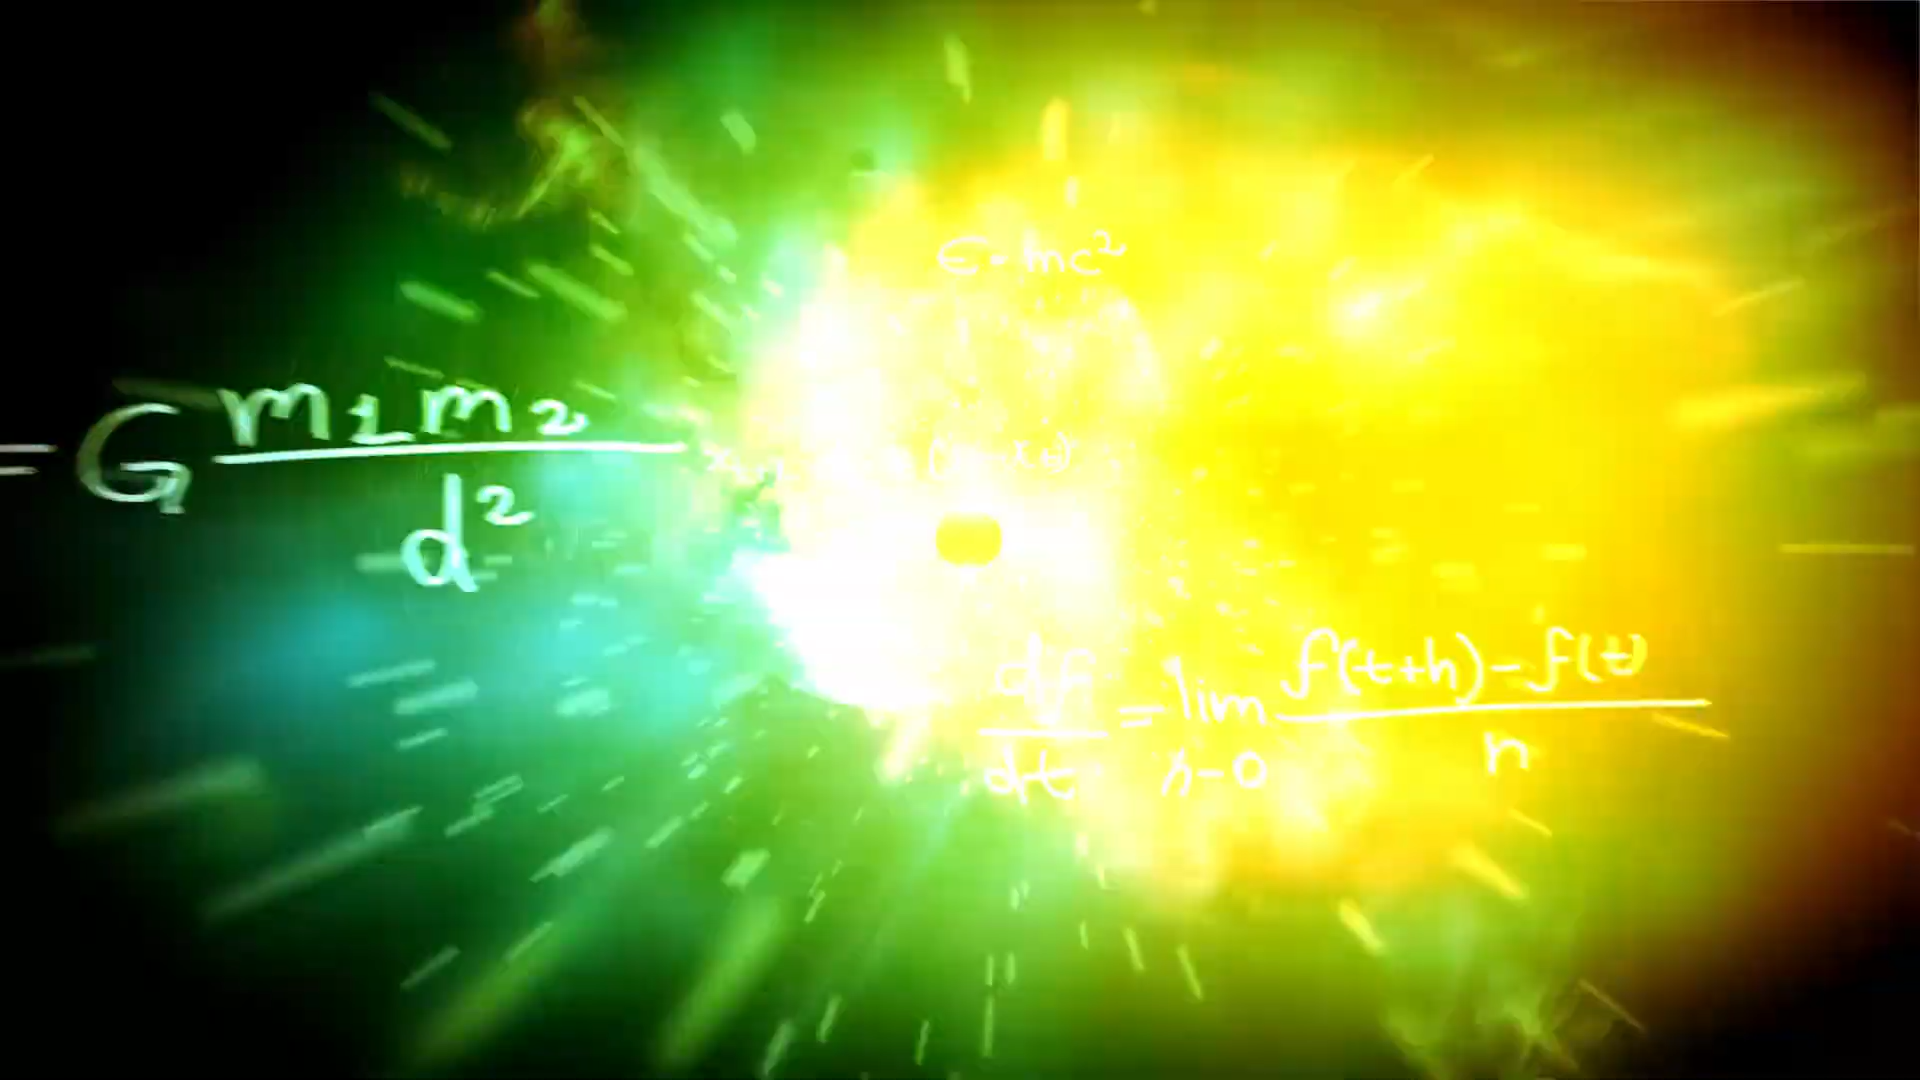 E=mc²
= G m₁m₂ / d²
df/dt = lim h→0 f(t+h)-f(t) / h